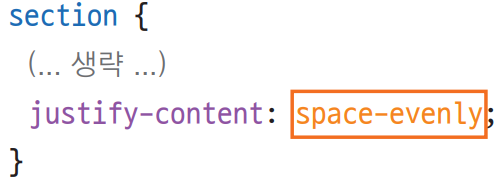 section {
(... 생략 ...)
justify-content: space-evenly;
}